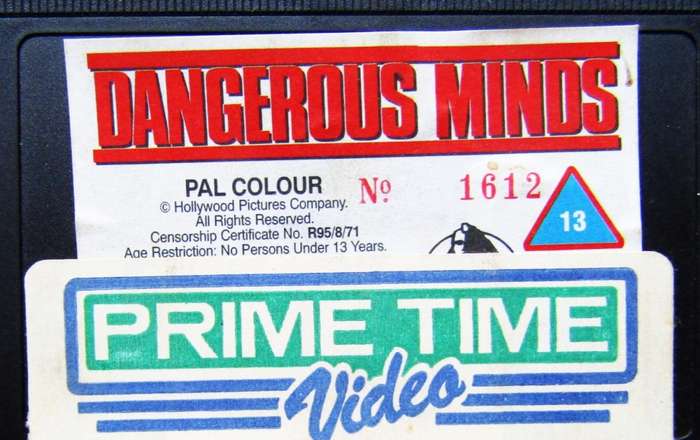 DANGEROUS MINDS
PAL COLOUR Nº 1612
© Hollywood Pictures Company.
All Rights Reserved.
Censorship Certificate No. R95/8/71
Age Restriction: No Persons Under 13 Years.
13
PRIME TIME
Video